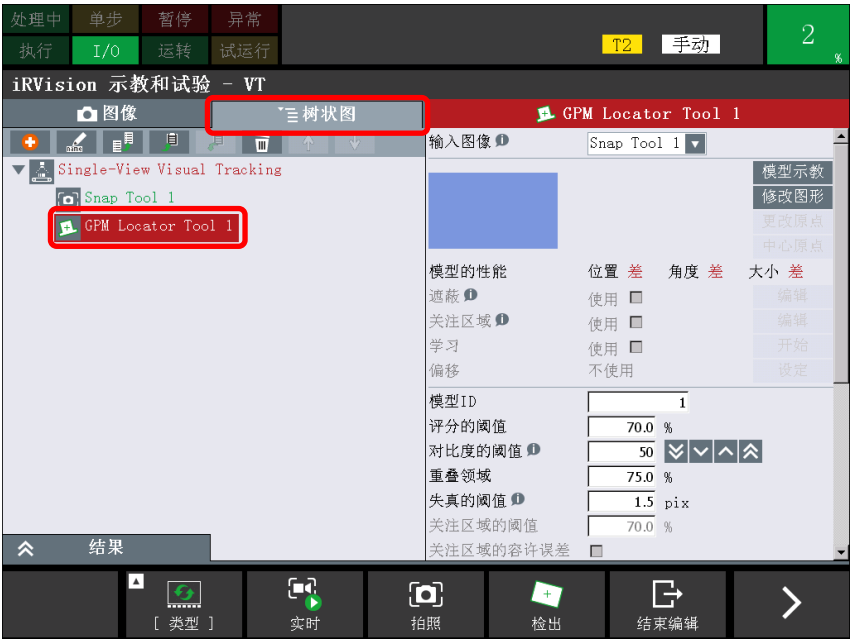 处理中 单步 暂停 异常
执行 I/O 运转 试运行 T2 手动 2 %
iRVision 示教和试验 - VT
图像 树状图 GPM Locator Tool 1
输入图像 Snap Tool 1
Single-View Visual Tracking 模型示教
Snap Tool 1 修改图形
GPM Locator Tool 1 更改原点
中心原点
模型的性能 位置 差 角度 差 大小 差
遮蔽 使用 编辑
关注区域 使用 编辑
学习 使用 开始
偏移 不使用 设定
模型ID 1
评分的阈值 70.0 %
对比度的阈值 50
重叠领域 75.0 %
失真的阈值 1.5 pix
关注区域的阈值 70.0 %
结果 关注区域的容许误差
[ 类型 ] 实时 拍照 检出 结束编辑